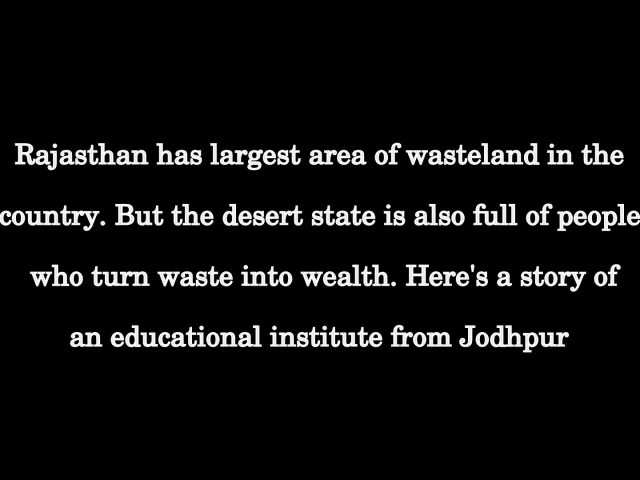 Rajasthan has largest area of wasteland in the
country. But the desert state is also full of people
who turn waste into wealth. Here's a story of
an educational institute from Jodhpur